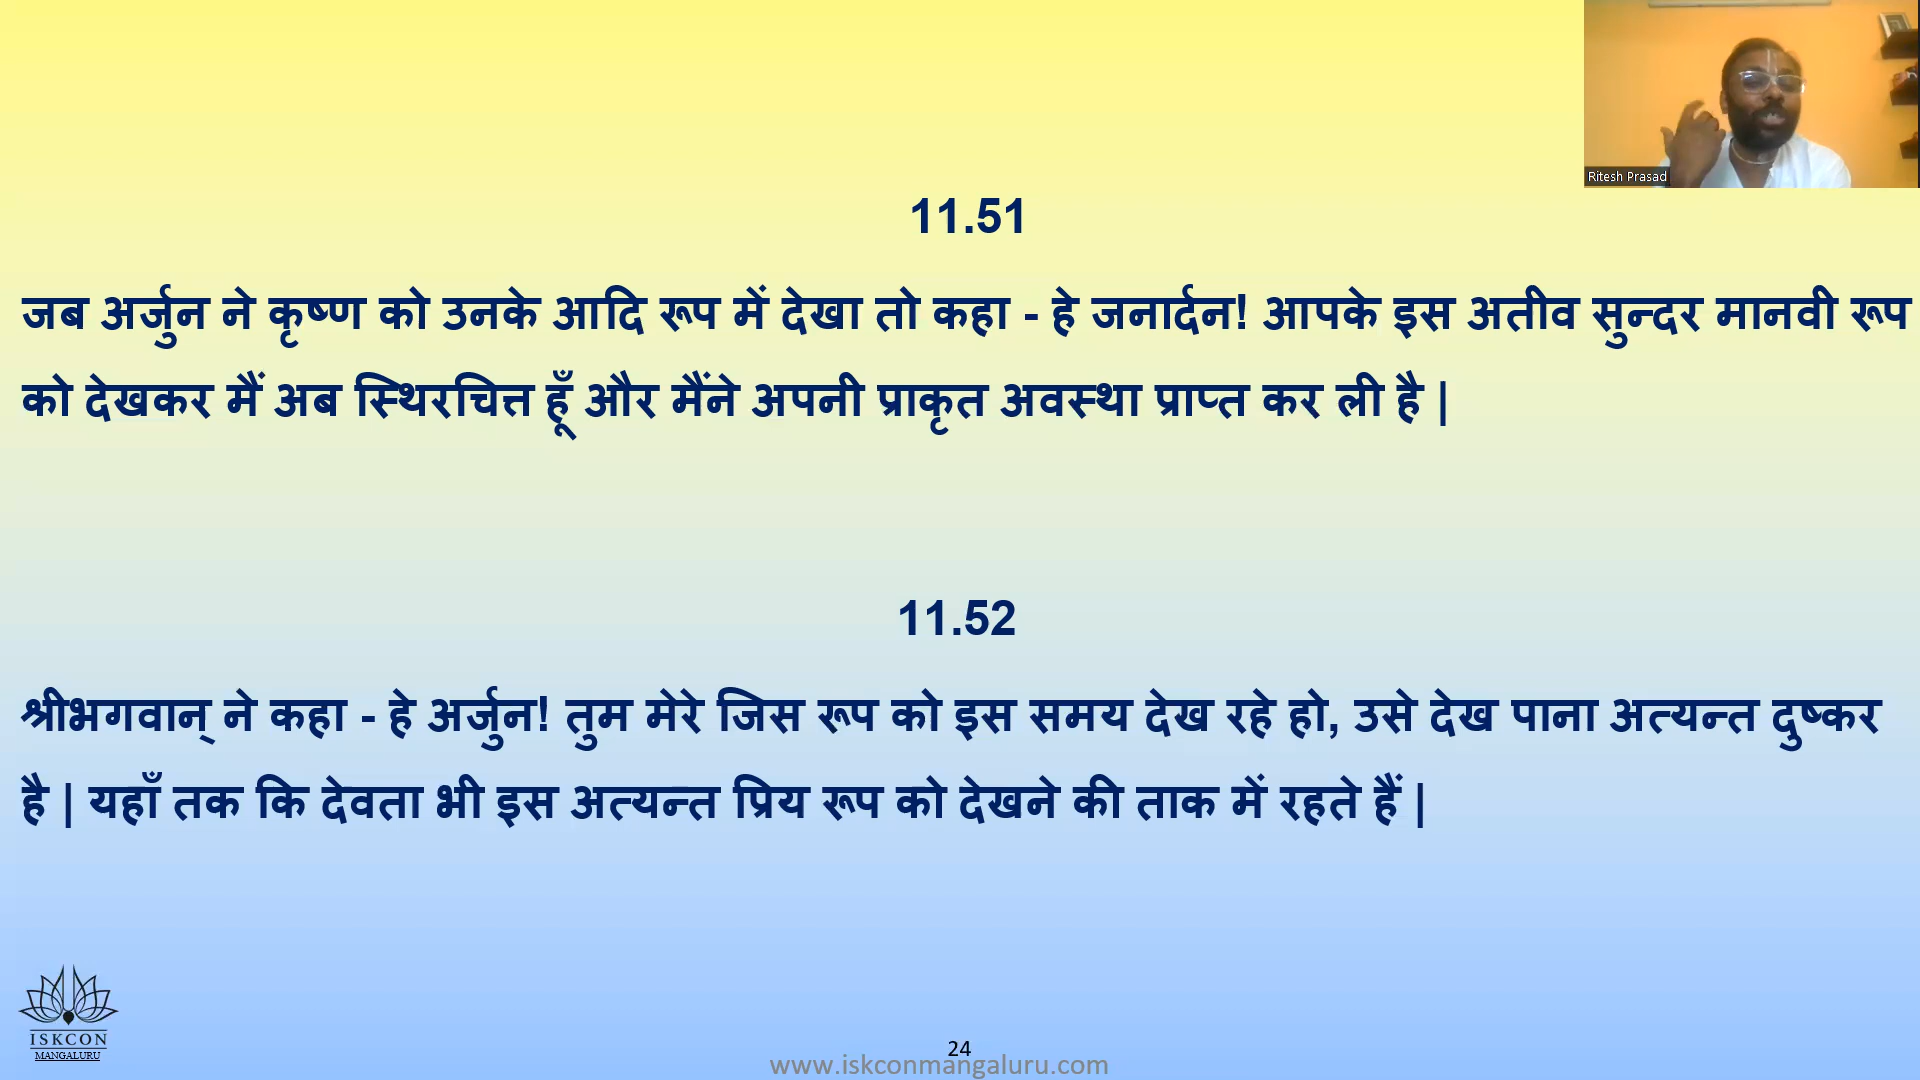 Ritesh Prasad
11.51
जब अर्जुन ने कृष्ण को उनके आदि रूप में देखा तो कहा - हे जनार्दन! आपके इस अतीव सुन्दर मानवी रूप
को देखकर मैं अब स्थिरचित्त हूँ और मैंने अपनी प्राकृत अवस्था प्राप्त कर ली है |
11.52
श्रीभगवान् ने कहा - हे अर्जुन! तुम मेरे जिस रूप को इस समय देख रहे हो, उसे देख पाना अत्यन्त दुष्कर
है | यहाँ तक कि देवता भी इस अत्यन्त प्रिय रूप को देखने की ताक में रहते हैं |
ISKCON
MANGALURU
24
www.iskconmangaluru.com